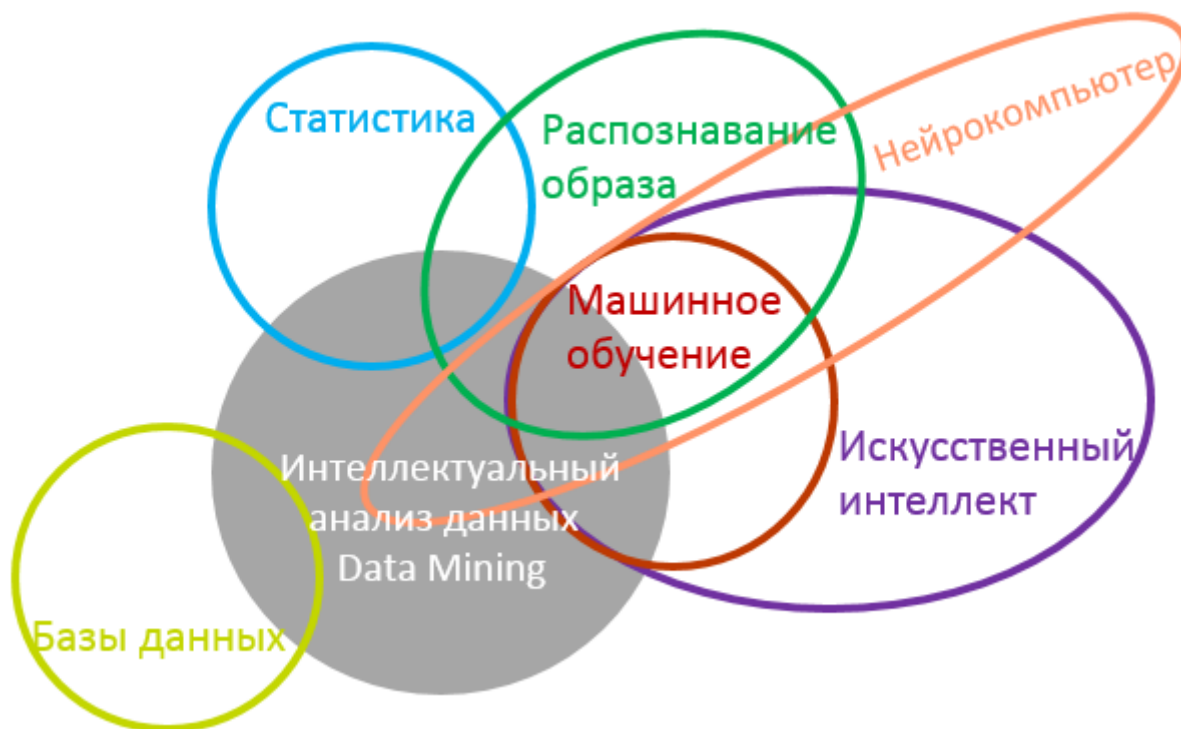 Статистика
Распознавание
образа
Нейрокомпьютер
Машинное
обучение
Искусственный
интеллект
Интеллектуальный
анализ данных
Data Mining
Базы данных